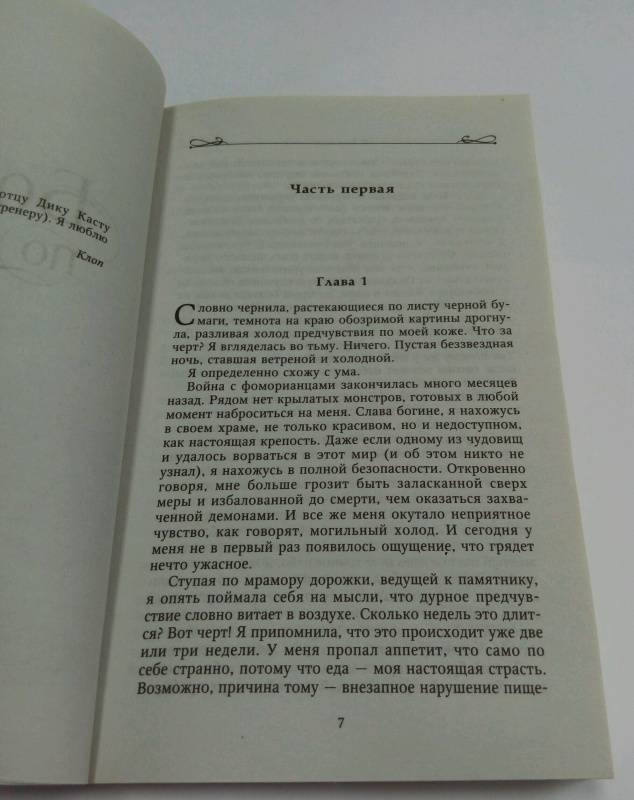 Бо
по
отцу Дику Касту
тренеру). Я люблю
Клоп
Часть первая
Глава 1
Словно чернила, растекающиеся по листу черной бу-
маги, темнота на краю обозримой картины дрогну-
ла, разливая холод предчувствия по моей коже. Что за
черт? Я вгляделась во тьму. Ничего. Пустая беззвездная
ночь, ставшая ветреной и холодной.
Я определенно схожу с ума.
Война с фоморианцами закончилась много месяцев
назад. Рядом нет крылатых монстров, готовых в любой
момент наброситься на меня. Слава богине, я нахожусь
в своем храме, не только красивом, но и недоступном,
как настоящая крепость. Даже если одному из чудовищ
и удалось ворваться в этот мир (и об этом никто не
узнал), я нахожусь в полной безопасности. Откровенно
говоря, мне больше грозит быть заласканной сверх
меры и избалованной до смерти, чем оказаться захва-
ченной демонами. И все же меня окутало неприятное
чувство, как говорят, могильный холод. И сегодня у
меня не в первый раз появилось ощущение, что грядет
нечто ужасное.
Ступая по мрамору дорожки, ведущей к памятнику,
я опять поймала себя на мысли, что дурное предчув-
ствие словно витает в воздухе. Сколько недель это длит-
ся? Вот черт! Я припомнила, что это происходит уже две
или три недели. У меня пропал аппетит, что само по
себе странно, потому что еда — моя настоящая страсть.
Возможно, причина тому — внезапное нарушение пище-
7